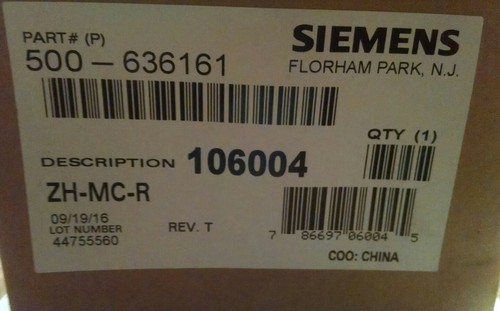 PART# (P)
SIEMENS
500-636161
FLORHAM PARK, N.J.
QTY (1)
DESCRIPTION 106004
ZH-MC-R
09/19/16
LOT NUMBER
44755560
REV. T
7 86697 06004 5
COO: CHINA